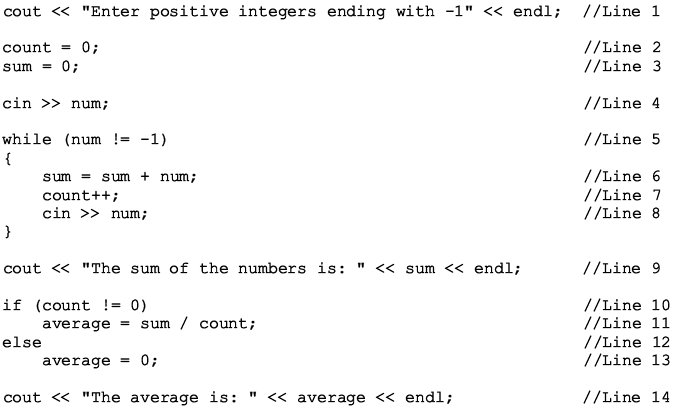 cout << "Enter positive integers ending with -1" << endl;  //Line 1
count = 0;                                                 //Line 2
sum = 0;                                                   //Line 3
cin >> num;                                                //Line 4
while (num != -1)                                          //Line 5
{
    sum = sum + num;                                       //Line 6
    count++;                                               //Line 7
    cin >> num;                                            //Line 8
}
cout << "The sum of the numbers is: " << sum << endl;      //Line 9
if (count != 0)                                            //Line 10
    average = sum / count;                                 //Line 11
else                                                       //Line 12
    average = 0;                                           //Line 13
cout << "The average is: " << average << endl;             //Line 14